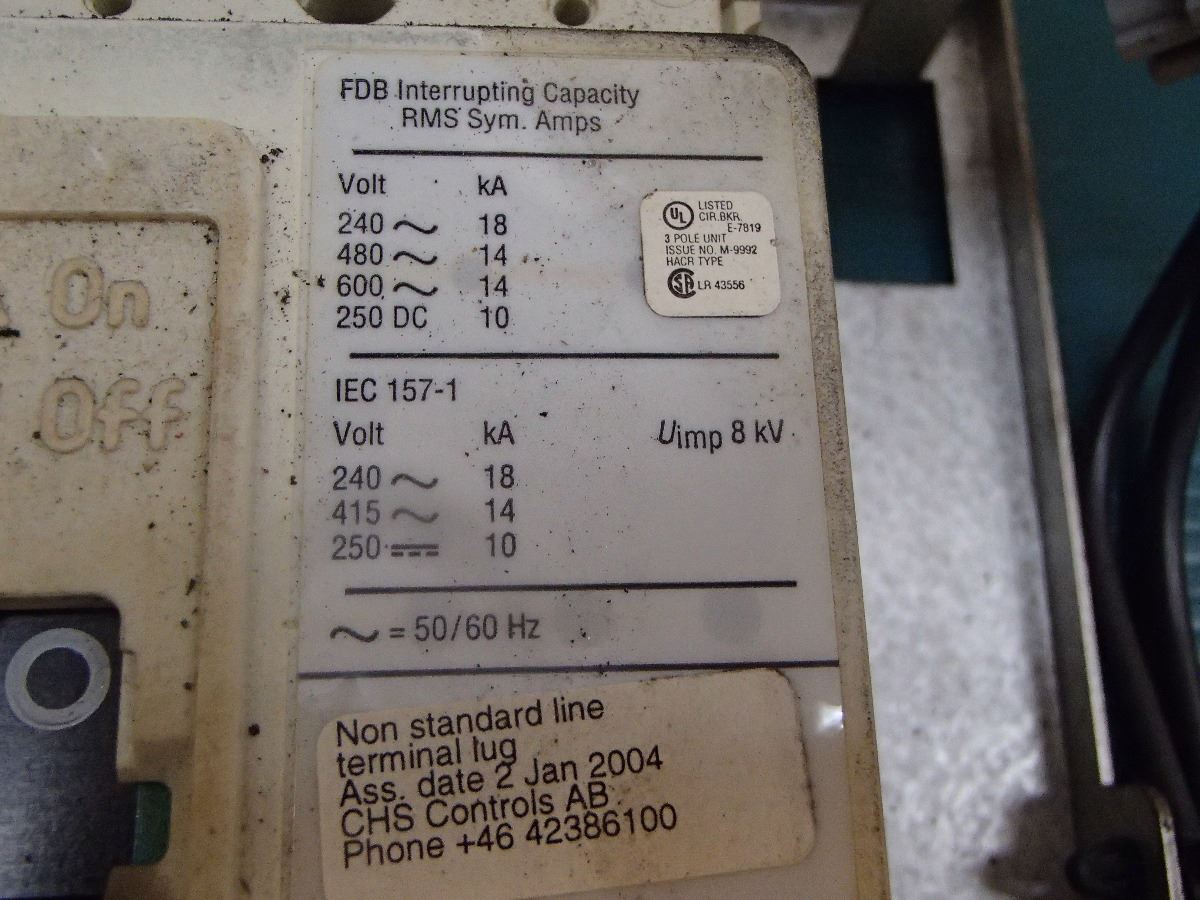 FDB Interrupting Capacity
RMS Sym. Amps
Volt kA
240 ~ 18
480 ~ 14
600 ~ 14
250 DC 10
UL LISTED
CIR.BKR.
E-7819
3 POLE UNIT
ISSUE NO. M-9992
HACR TYPE
SA LR 43556
IEC 157-1
Volt kA Uimp 8 kV
240 ~ 18
415 ~ 14
250 ⎓ 10
~ = 50/60 Hz
Non standard line
terminal lug
Ass. date 2 Jan 2004
CHS Controls AB
Phone +46 42386100
On
Off